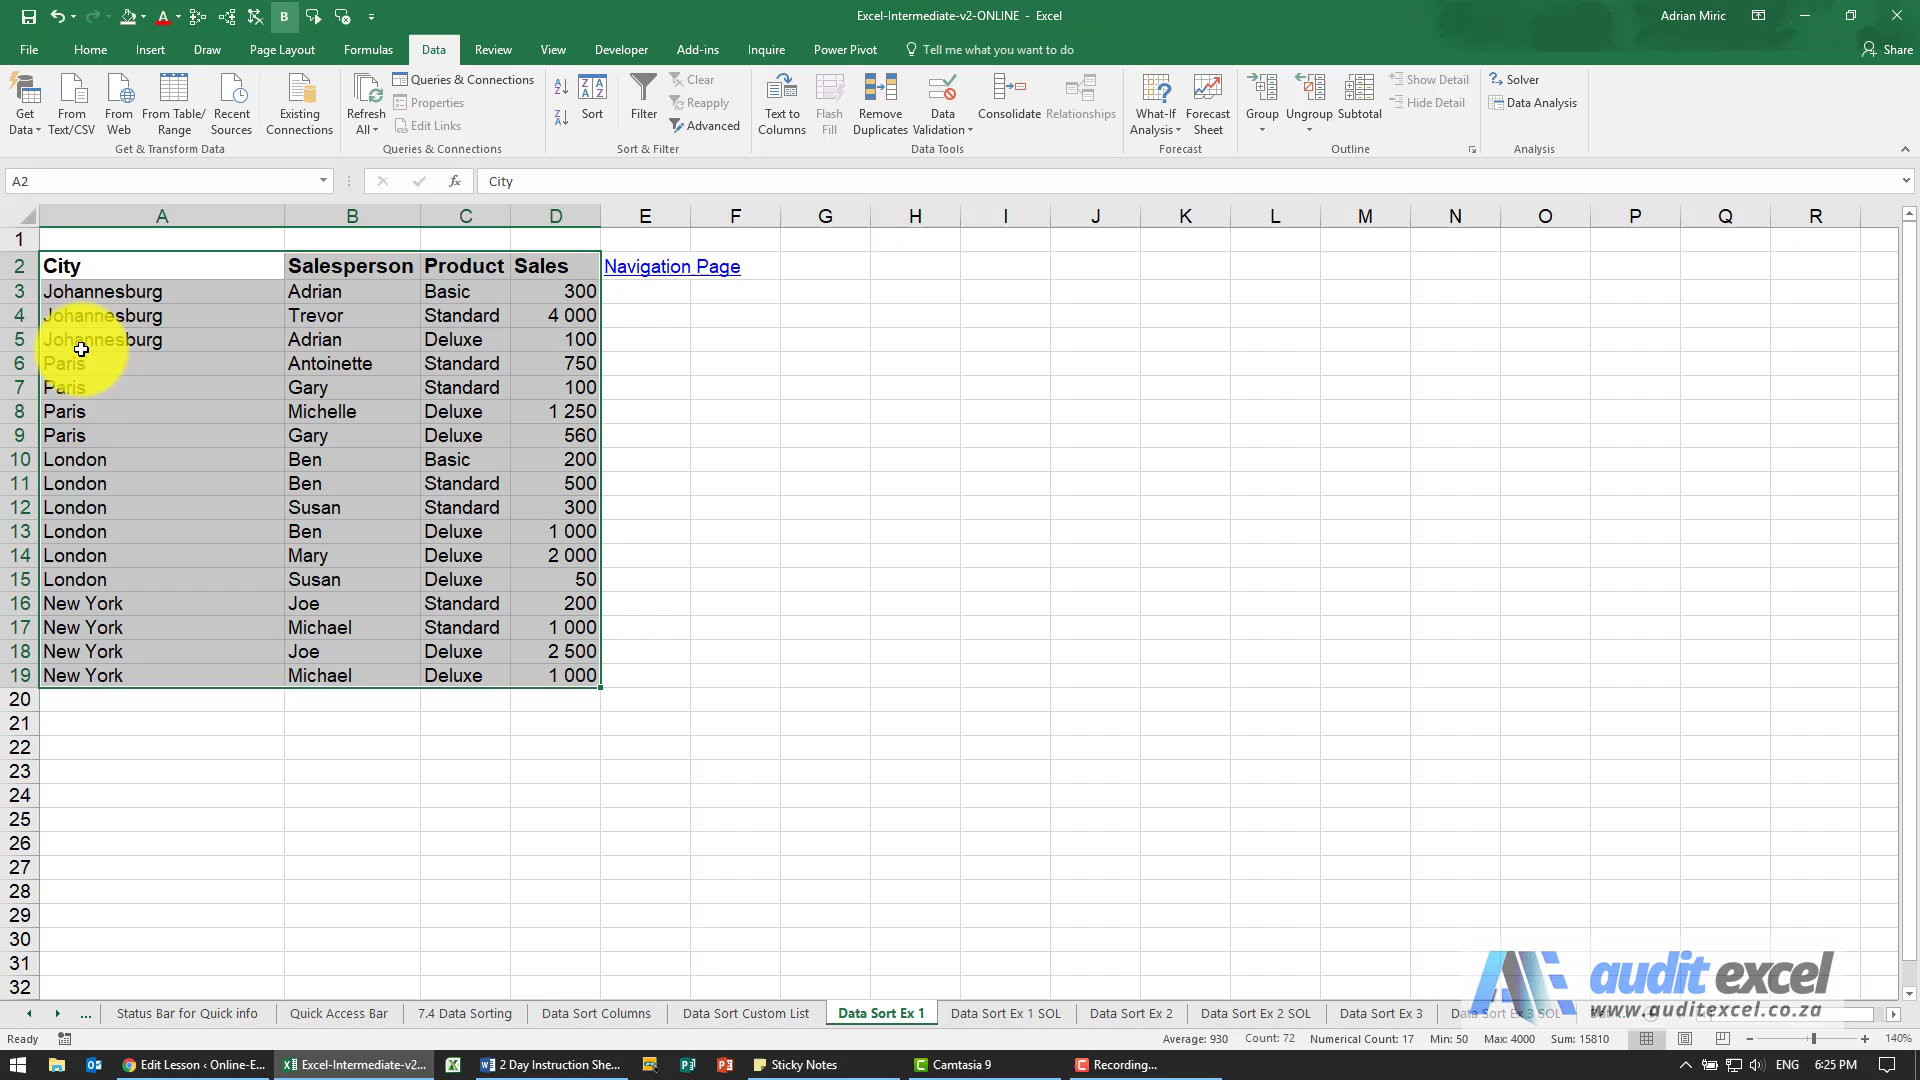 Excel-Intermediate-v2-ONLINE - Excel
Adrian Miric
File Home Insert Draw Page Layout Formulas Data Review View Developer Add-ins Inquire Power Pivot Tell me what you want to do Share
Get Data
From Text/CSV
From Web
From Table/ Range
Recent Sources
Existing Connections
Get & Transform Data
Refresh All
Queries & Connections
Properties
Edit Links
Queries & Connections
Sort
Filter
Clear
Reapply
Advanced
Sort & Filter
Text to Columns
Flash Fill
Remove Duplicates
Data Validation
Consolidate
Relationships
Data Tools
What-If Analysis
Forecast Sheet
Forecast
Group
Ungroup
Subtotal
Show Detail
Hide Detail
Outline
Solver
Data Analysis
Analysis
A2 fx City
A B C D E F G H I J K L M N O P Q R
1
2 City Salesperson Product Sales Navigation Page
3 Johannesburg Adrian Basic 300
4 Johannesburg Trevor Standard 4 000
5 Johannesburg Adrian Deluxe 100
6 Paris Antoinette Standard 750
7 Paris Gary Standard 100
8 Paris Michelle Deluxe 1 250
9 Paris Gary Deluxe 560
10 London Ben Basic 200
11 London Ben Standard 500
12 London Susan Standard 300
13 London Ben Deluxe 1 000
14 London Mary Deluxe 2 000
15 London Susan Deluxe 50
16 New York Joe Standard 200
17 New York Michael Standard 1 000
18 New York Joe Deluxe 2 500
19 New York Michael Deluxe 1 000
20
21
22
23
24
25
26
27
28
29
30
31
32
audit excel
www.auditexcel.co.za
... Status Bar for Quick info Quick Access Bar 7.4 Data Sorting Data Sort Columns Data Sort Custom List Data Sort Ex 1 Data Sort Ex 1 SOL Data Sort Ex 2 Data Sort Ex 2 SOL Data Sort Ex 3 Data Sort Ex 3 SOL
Ready Average: 930 Count: 72 Numerical Count: 17 Min: 50 Max: 4000 Sum: 15810 140%
Edit Lesson ‹ Online-E... Excel-Intermediate-v2... 2 Day Instruction She... Sticky Notes Camtasia 9 Recording... ENG 6:25 PM